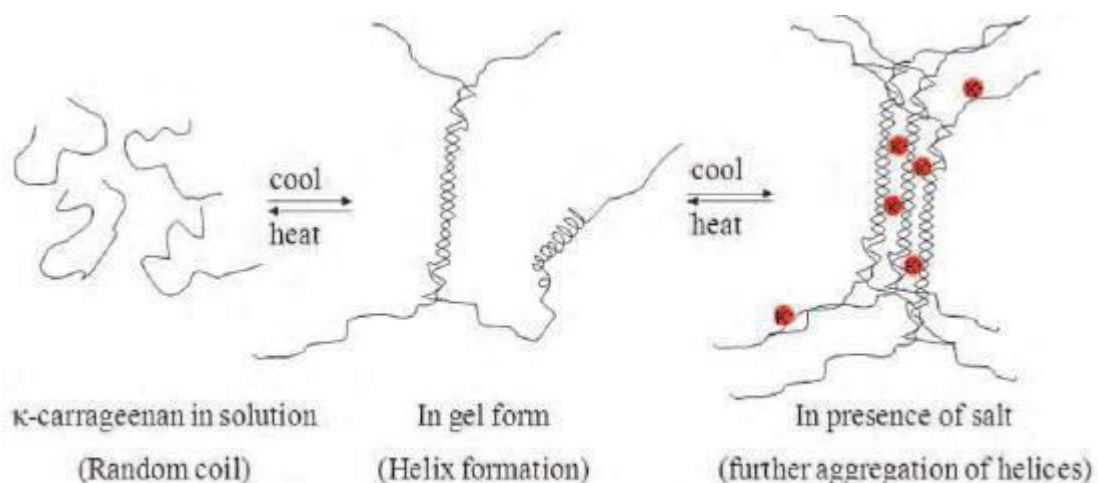 cool
heat
cool
heat
K+
K+
K+
K+
K+
K+
κ-carrageenan in solution
(Random coil)
In gel form
(Helix formation)
In presence of salt
(further aggregation of helices)